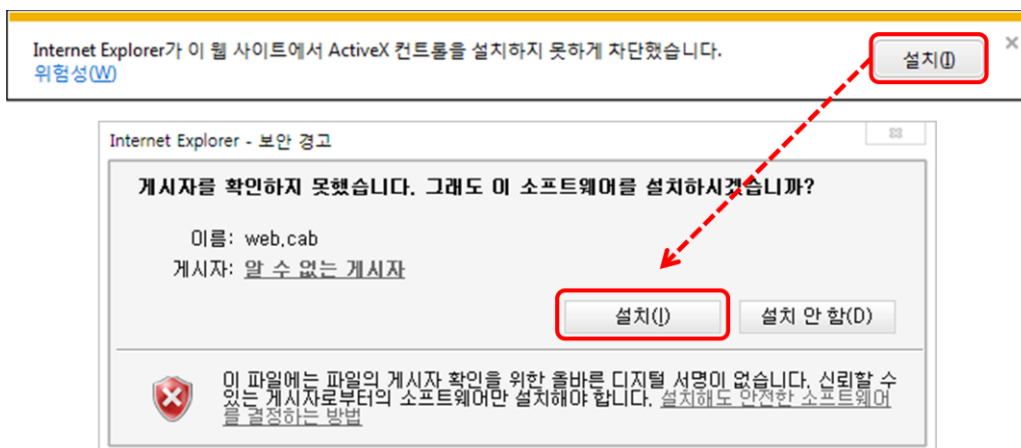 Internet Explorer가 이 웹 사이트에서 ActiveX 컨트롤을 설치하지 못하게 차단했습니다.
위험성(W)
설치(I)
Internet Explorer - 보안 경고
게시자를 확인하지 못했습니다. 그래도 이 소프트웨어를 설치하시겠습니까?
이름: web.cab
게시자: 알 수 없는 게시자
설치(I)
설치 안 함(D)
이 파일에는 파일의 게시자 확인을 위한 올바른 디지털 서명이 없습니다. 신뢰할 수
있는 게시자로부터의 소프트웨어만 설치해야 합니다. 설치해도 안전한 소프트웨어
를 결정하는 방법